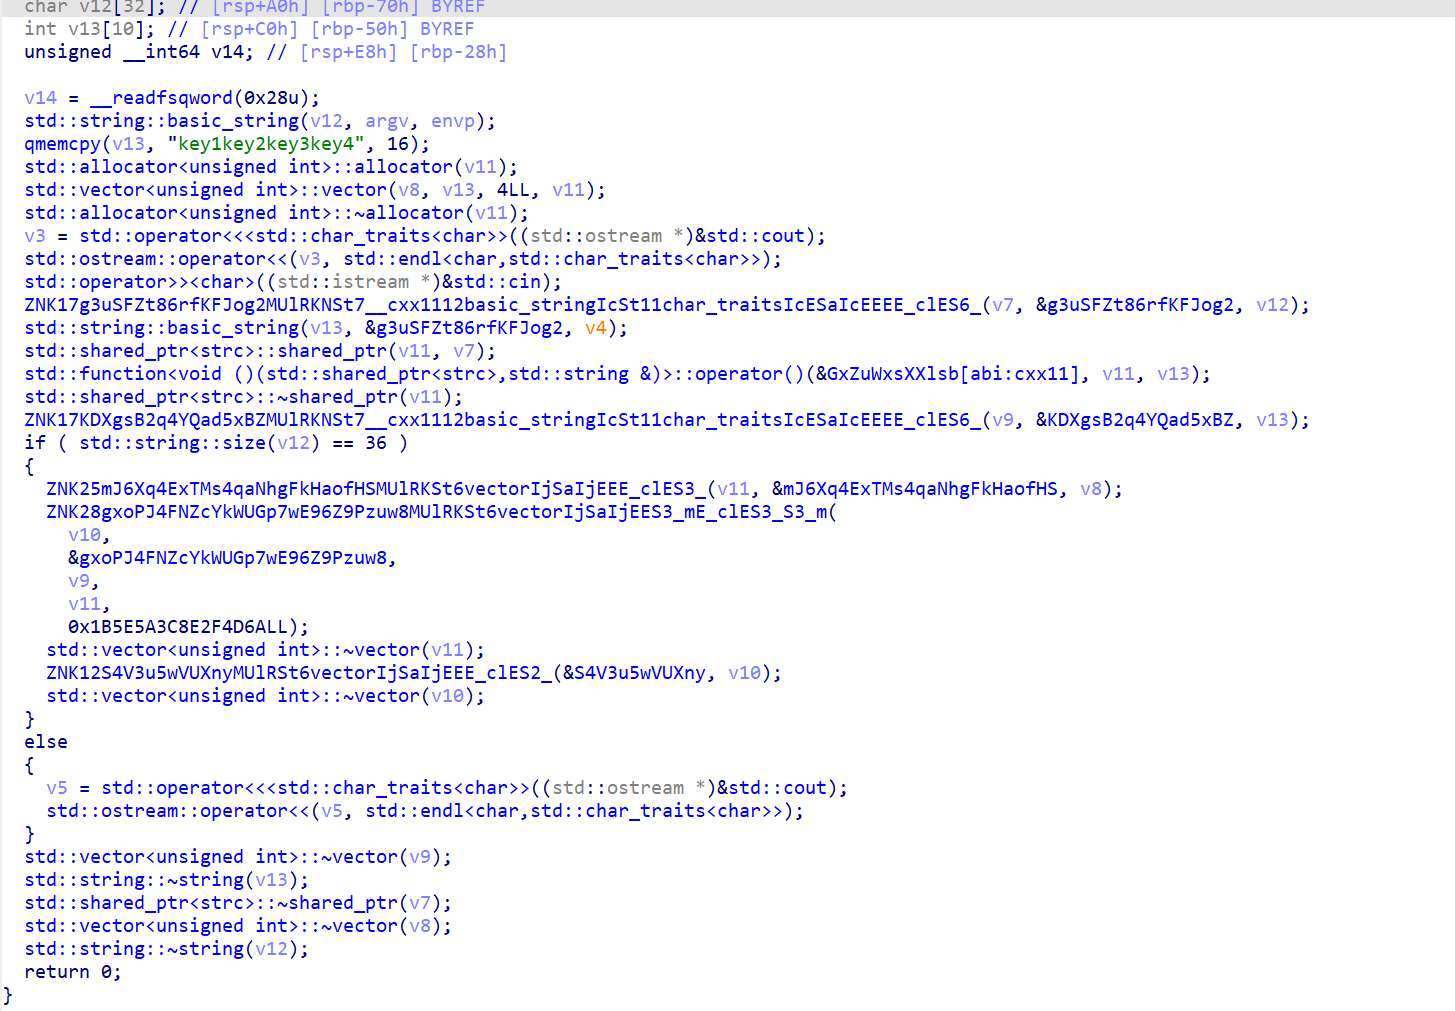 char v12[32]; // [rsp+A0h] [rbp-70h] BYREF
int v13[10]; // [rsp+C0h] [rbp-50h] BYREF
unsigned __int64 v14; // [rsp+E8h] [rbp-28h]
v14 = __readfsqword(0x28u);
std::string::basic_string(v12, argv, envp);
qmemcpy(v13, "key1key2key3key4", 16);
std::allocator<unsigned int>::allocator(v11);
std::vector<unsigned int>::vector(v8, v13, 4LL, v11);
std::allocator<unsigned int>::~allocator(v11);
v3 = std::operator<<<std::char_traits<char>>((std::ostream *)&std::cout);
std::ostream::operator<<(v3, std::endl<char,std::char_traits<char>>);
std::operator>><char>((std::istream *)&std::cin);
ZNK17g3uSFZt86rfKFJog2MUlRKNSt7__cxx1112basic_stringIcSt11char_traitsIcESaIcEEEE_clES6_(v7, &g3uSFZt86rfKFJog2, v12);
std::string::basic_string(v13, &g3uSFZt86rfKFJog2, v4);
std::shared_ptr<strc>::shared_ptr(v11, v7);
std::function<void ()(std::shared_ptr<strc>,std::string &)>::operator()(&GxZuWxsXXlsb[abi:cxx11], v11, v13);
std::shared_ptr<strc>::~shared_ptr(v11);
ZNK17KDXgsB2q4YQad5xBZMUlRKNSt7__cxx1112basic_stringIcSt11char_traitsIcESaIcEEEE_clES6_(v9, &KDXgsB2q4YQad5xBZ, v13);
if ( std::string::size(v12) == 36 )
{
ZNK25mJ6Xq4ExTMs4qaNhgFkHaofHSMUlRKSt6vectorIjSaIjEEE_clES3_(v11, &mJ6Xq4ExTMs4qaNhgFkHaofHS, v8);
ZNK28gxoPJ4FNZcYkWUGp7wE96Z9Pzuw8MUlRKSt6vectorIjSaIjEES3_mE_clES3_S3_m(
v10,
&gxoPJ4FNZcYkWUGp7wE96Z9Pzuw8,
v9,
v11,
0x1B5E5A3C8E2F4D6ALL);
std::vector<unsigned int>::~vector(v11);
ZNK12S4V3u5wVUXnyMUlRSt6vectorIjSaIjEEE_clES2_(&S4V3u5wVUXny, v10);
std::vector<unsigned int>::~vector(v10);
}
else
{
v5 = std::operator<<<std::char_traits<char>>((std::ostream *)&std::cout);
std::ostream::operator<<(v5, std::endl<char,std::char_traits<char>>);
}
std::vector<unsigned int>::~vector(v9);
std::string::~string(v13);
std::shared_ptr<strc>::~shared_ptr(v7);
std::vector<unsigned int>::~vector(v8);
std::string::~string(v12);
return 0;
}